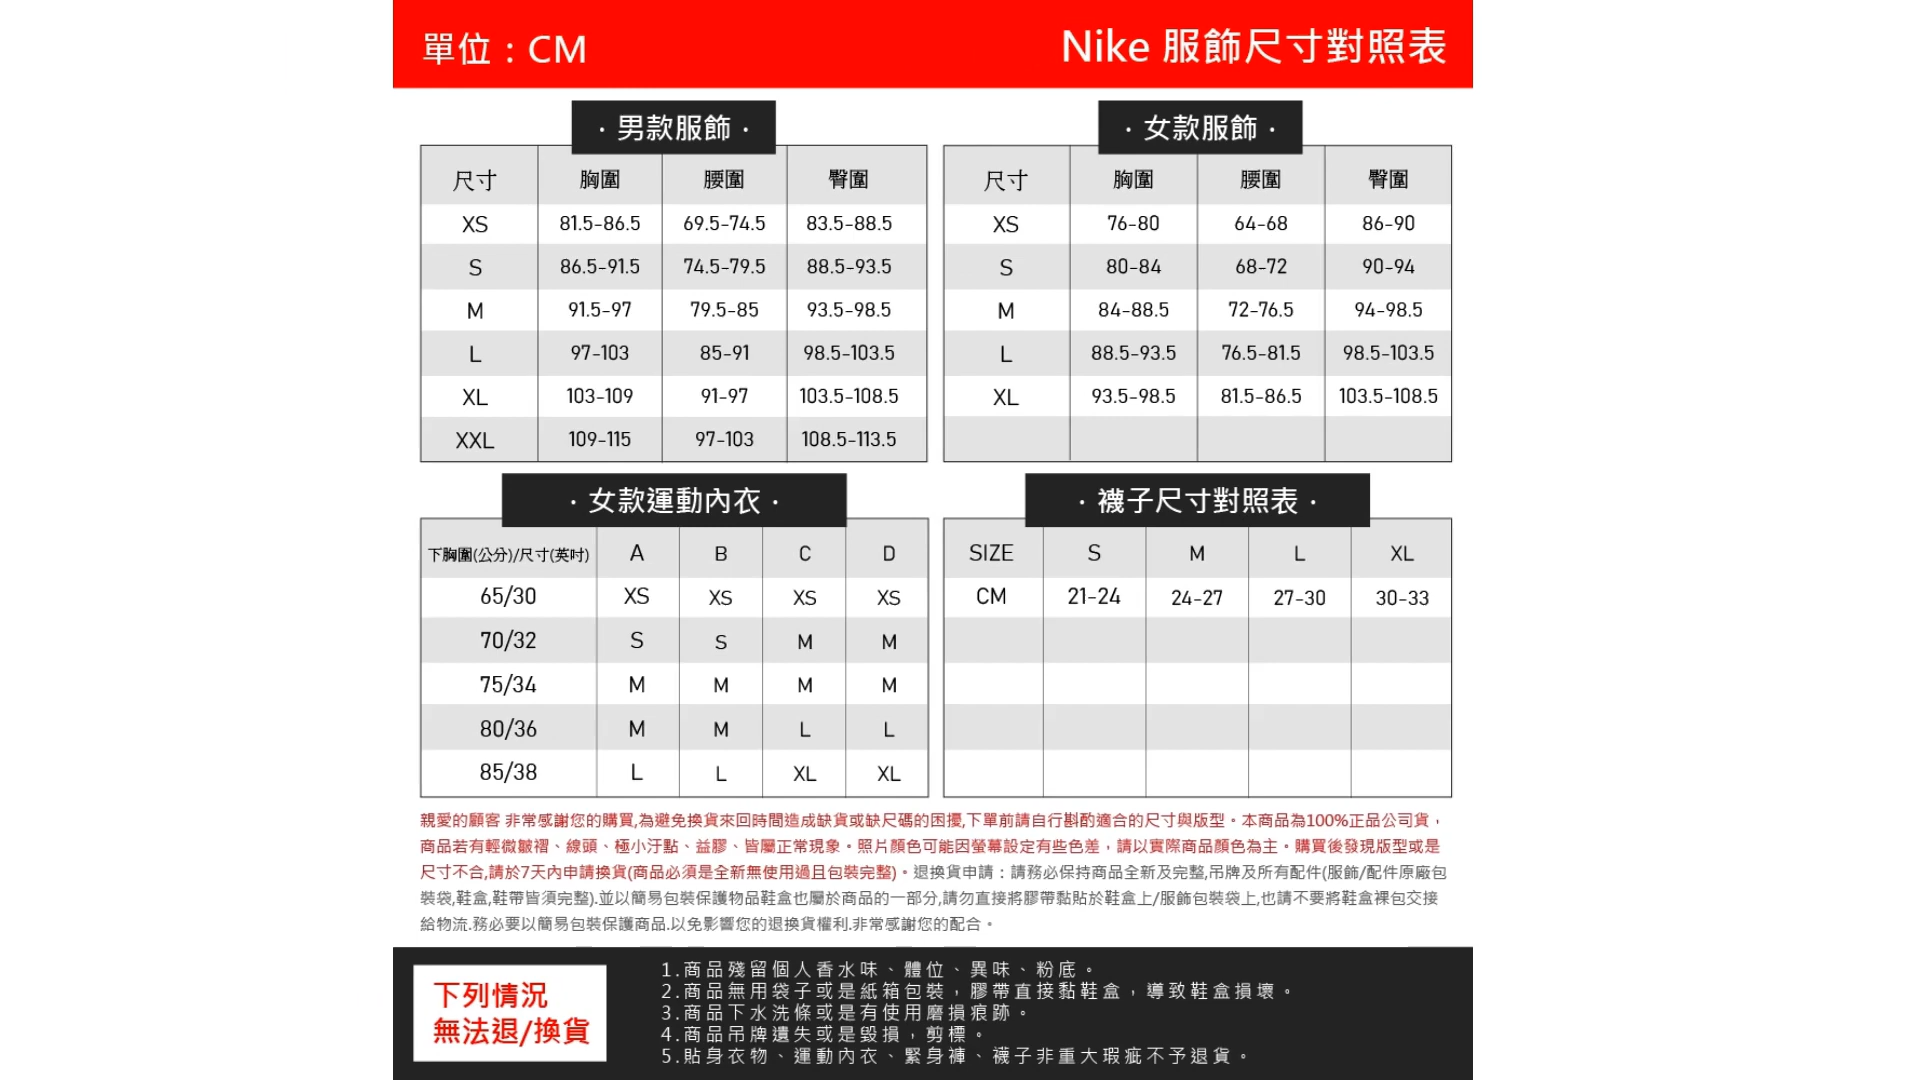 單位：CM
Nike 服飾尺寸對照表
·男款服飾·
尺寸 胸圍 腰圍 臀圍
XS 81.5-86.5 69.5-74.5 83.5-88.5
S 86.5-91.5 74.5-79.5 88.5-93.5
M 91.5-97 79.5-85 93.5-98.5
L 97-103 85-91 98.5-103.5
XL 103-109 91-97 103.5-108.5
XXL 109-115 97-103 108.5-113.5
·女款服飾·
尺寸 胸圍 腰圍 臀圍
XS 76-80 64-68 86-90
S 80-84 68-72 90-94
M 84-88.5 72-76.5 94-98.5
L 88.5-93.5 76.5-81.5 98.5-103.5
XL 93.5-98.5 81.5-86.5 103.5-108.5
·女款運動內衣·
下胸圍(公分)/尺寸(英吋) A B C D
65/30 XS XS XS XS
70/32 S S M M
75/34 M M M M
80/36 M M L L
85/38 L L XL XL
·襪子尺寸對照表·
SIZE S M L XL
CM 21-24 24-27 27-30 30-33
親愛的顧客 非常感謝您的購買,為避免換貨來回時間造成缺貨或缺尺碼的困擾,下單前請自行斟酌適合的尺寸與版型。本商品為100%正品公司貨，
商品若有輕微皺褶、線頭、極小汙點、益膠、皆屬正常現象。照片顏色可能因螢幕設定有些色差，請以實際商品顏色為主。購買後發現版型或是
尺寸不合,請於7天內申請換貨(商品必須是全新無使用過且包裝完整)。退換貨申請：請務必保持商品全新及完整,吊牌及所有配件(服飾/配件原廠包
裝袋,鞋盒,鞋帶皆須完整).並以簡易包裝保護物品鞋盒也屬於商品的一部分,請勿直接將膠帶黏貼於鞋盒上/服飾包裝袋上,也請不要將鞋盒裸包交接
給物流.務必要以簡易包裝保護商品.以免影響您的退換貨權利.非常感謝您的配合。
下列情況
無法退/換貨
1.商品殘留個人香水味、體位、異味、粉底。
2.商品無用袋子或是紙箱包裝，膠帶直接黏鞋盒，導致鞋盒損壞。
3.商品下水洗條或是有使用磨損痕跡。
4.商品吊牌遺失或是毀損，剪標。
5.貼身衣物、運動內衣、緊身褲、襪子非重大瑕疵不予退貨。